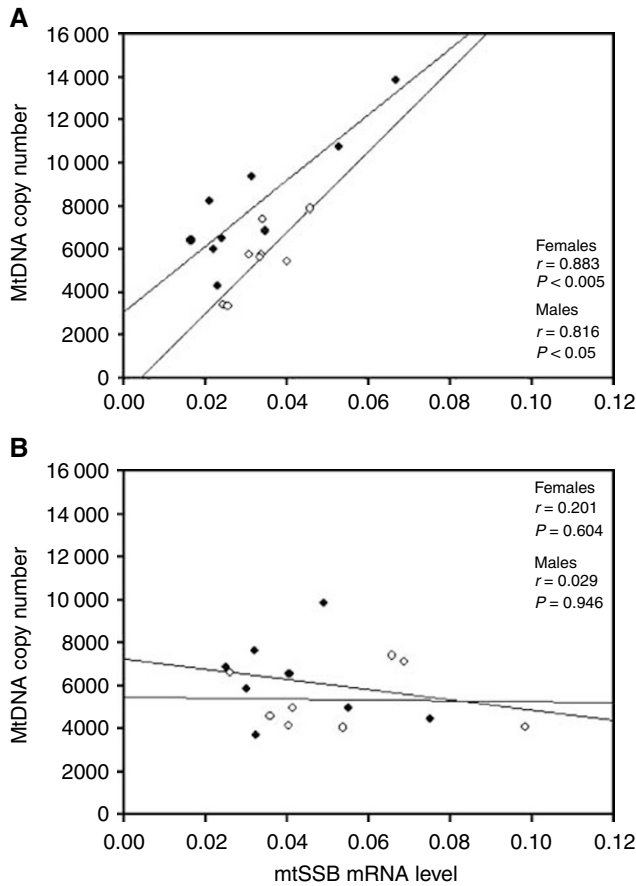 A
MtDNA copy number
16 000
14 000
12 000
10 000
8000
6000
4000
2000
0
0.00 0.02 0.04 0.06 0.08 0.10 0.12
Females
r = 0.883
P < 0.005
Males
r = 0.816
P < 0.05
B
MtDNA copy number
16 000
14 000
12 000
10 000
8000
6000
4000
2000
0
0.00 0.02 0.04 0.06 0.08 0.10 0.12
mtSSB mRNA level
Females
r = 0.201
P = 0.604
Males
r = 0.029
P = 0.946